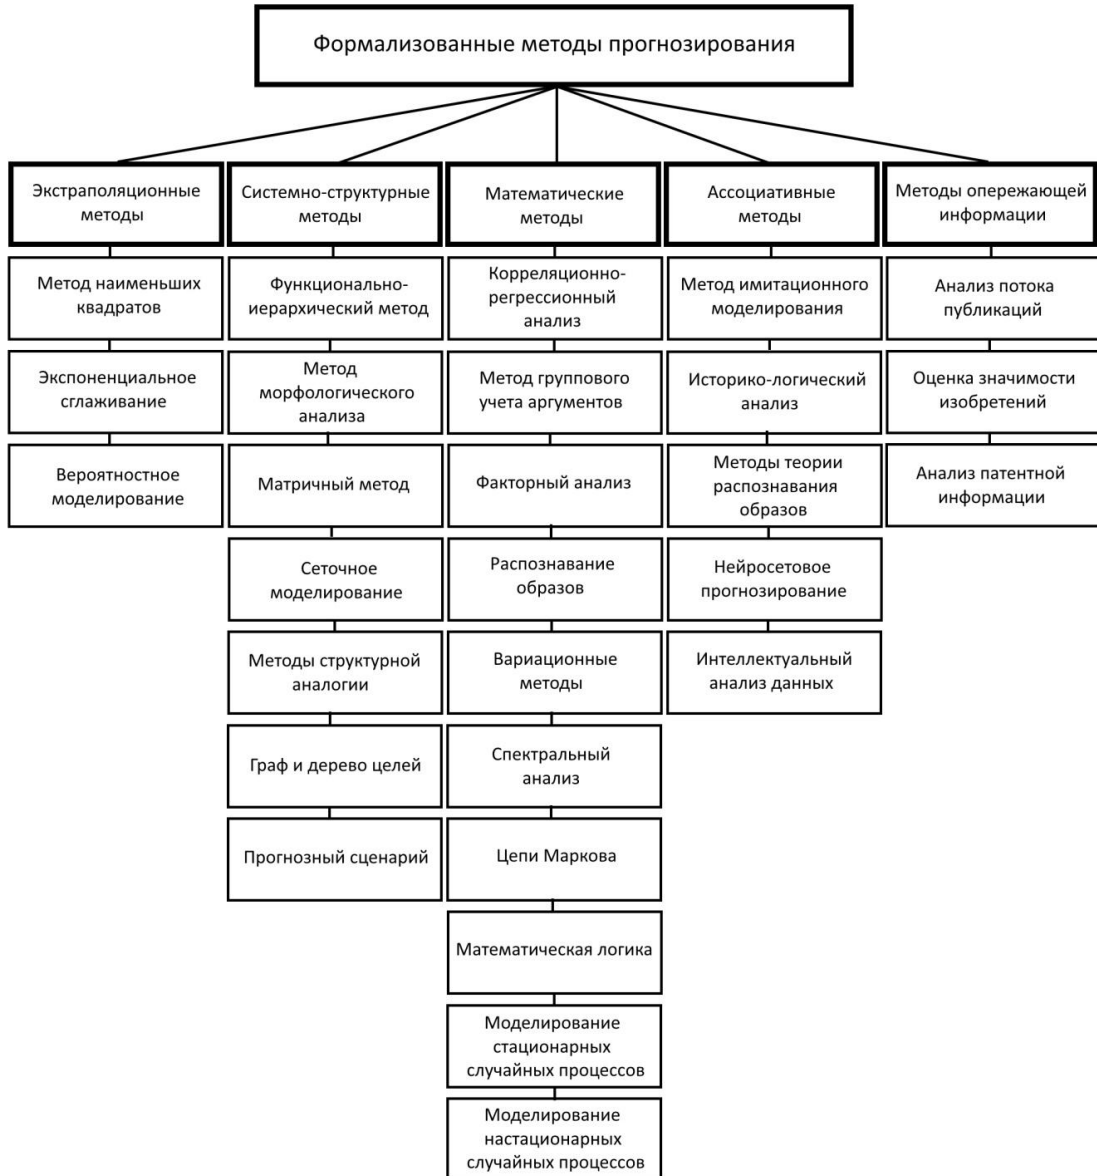 Формализованные методы прогнозирования
Экстраполяционные
методы
Метод наименьших
квадратов
Экспоненциальное
сглаживание
Вероятностное
моделирование
Системно-структурные
методы
Функционально-
иерархический метод
Метод
морфологического
анализа
Матричный метод
Сеточное
моделирование
Методы структурной
аналогии
Граф и дерево целей
Прогнозный сценарий
Математические
методы
Корреляционно-
регрессионный
анализ
Метод группового
учета аргументов
Факторный анализ
Распознавание
образов
Вариационные
методы
Спектральный
анализ
Цепи Маркова
Математическая логика
Моделирование
стационарных
случайных процессов
Моделирование
настационарных
случайных процессов
Ассоциативные
методы
Метод имитационного
моделирования
Историко-логический
анализ
Методы теории
распознавания
образов
Нейросетовое
прогнозирование
Интеллектуальный
анализ данных
Методы опережающей
информации
Анализ потока
публикаций
Оценка значимости
изобретений
Анализ патентной
информации